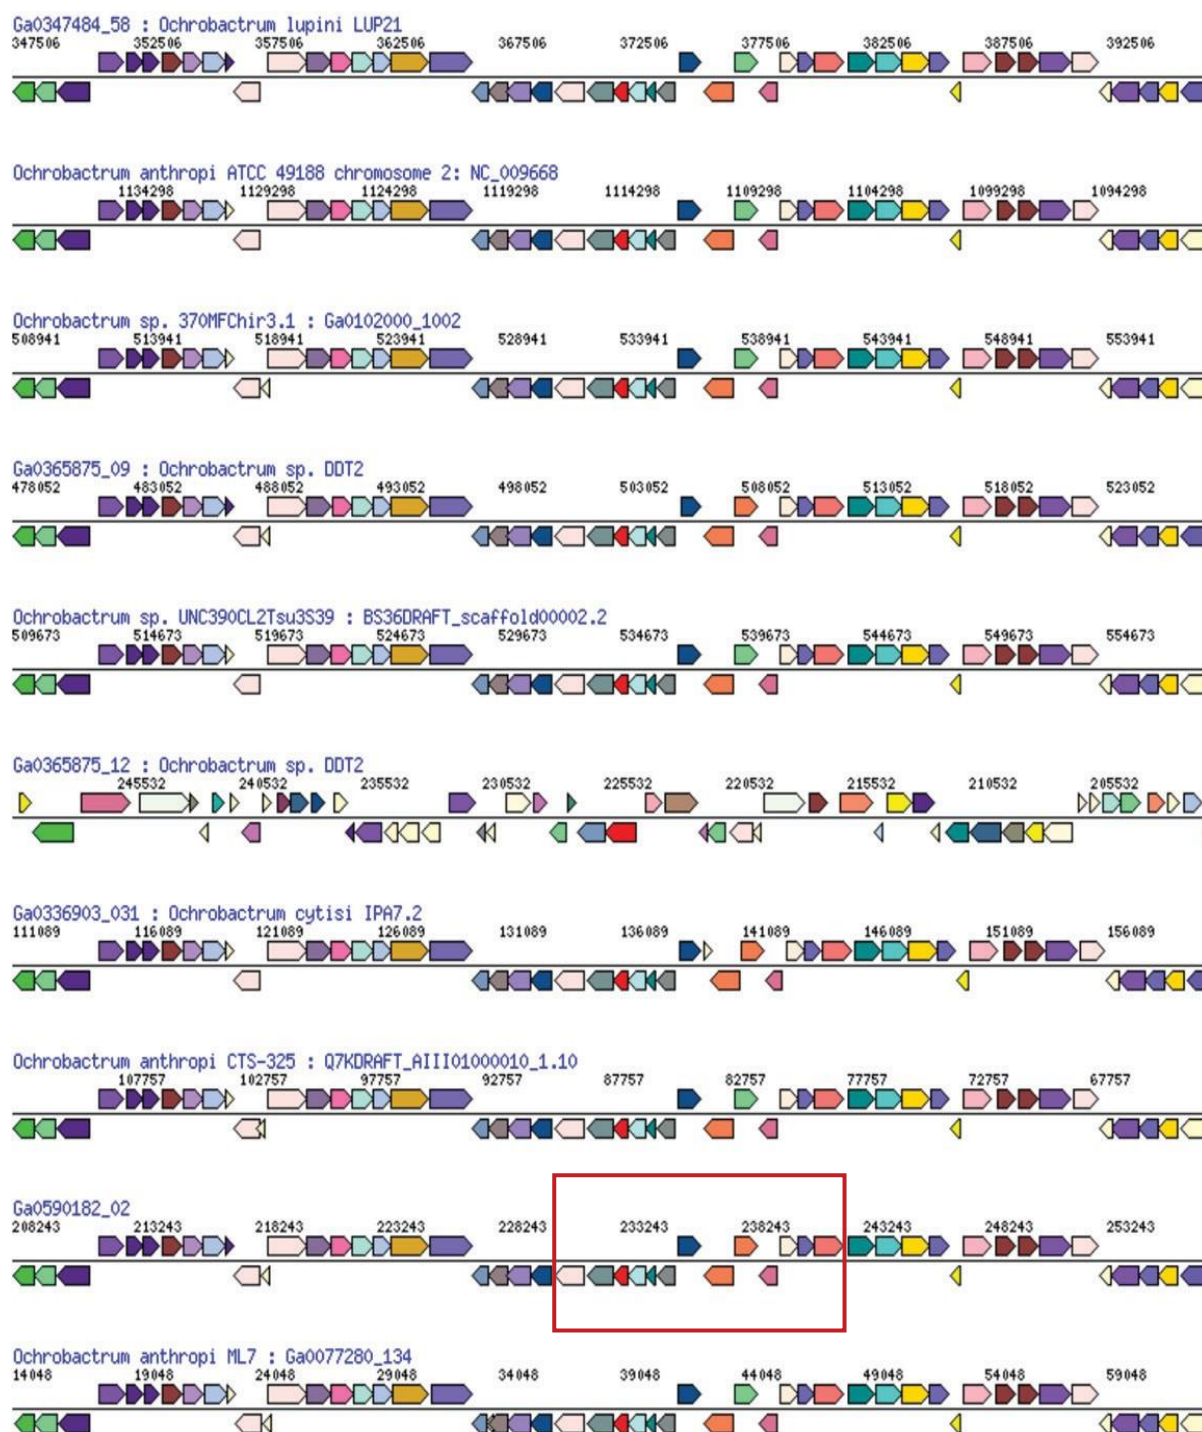 Ga0347484_58 : Ochrobactrum lupini LUP21
347506 352506 357506 362506 367506 372506 377506 382506 387506 392506
Ochrobactrum anthropi ATCC 49188 chromosome 2: NC_009668
1134298 1129298 1124298 1119298 1114298 1109298 1104298 1099298 1094298
Ochrobactrum sp. 370MFChir3.1 : Ga0102000_1002
508941 513941 518941 523941 528941 533941 538941 543941 548941 553941
Ga0365875_09 : Ochrobactrum sp. DDT2
478052 483052 488052 493052 498052 503052 508052 513052 518052 523052
Ochrobactrum sp. UNC390CL2Tsu3S39 : BS36DRAFT_scaffold00002.2
509673 514673 519673 524673 529673 534673 539673 544673 549673 554673
Ga0365875_12 : Ochrobactrum sp. DDT2
245532 240532 235532 230532 225532 220532 215532 210532 205532
Ga0336903_031 : Ochrobactrum cytisi IPA7.2
111089 116089 121089 126089 131089 136089 141089 146089 151089 156089
Ochrobactrum anthropi CTS-325 : Q7KDRAFT_AIII01000010_1.10
107757 102757 97757 92757 87757 82757 77757 72757 67757
Ga0590182_02
208243 213243 218243 223243 228243 233243 238243 243243 248243 253243
Ochrobactrum anthropi ML7 : Ga0077280_134
14048 19048 24048 29048 34048 39048 44048 49048 54048 59048